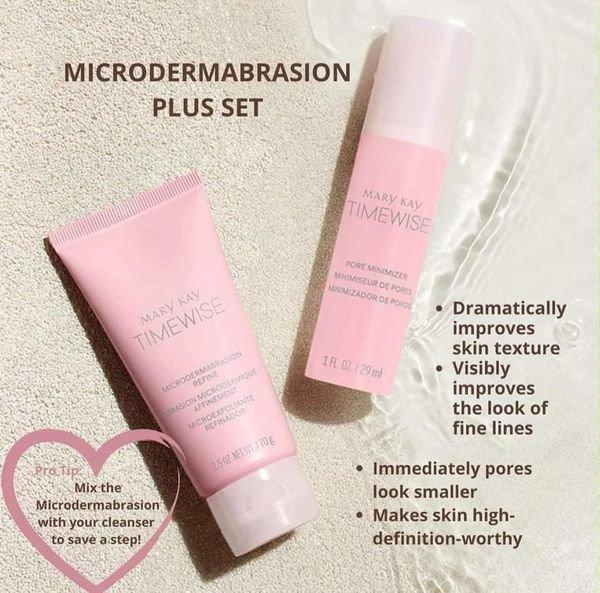 MICRODERMABRASION
PLUS SET
MARY KAY
TIMEWISE
PORE MINIMIZER
MINIMISEUR DE PORES
MINIMIZADOR DE POROS
1 FL. OZ. / 29 ml
MARY KAY
TIMEWISE
MICRODERMABRASION
REFINE
ABRASION MICRODERMIQUE
AFFINEMENT
MICROEXFOLIANTE
REFINADOR
2.5 OZ. NET WT. / 70 g
• Dramatically
improves
skin texture
• Visibly
improves
the look of
fine lines
• Immediately pores
look smaller
• Makes skin high-
definition-worthy
Pro Tip:
Mix the
Microdermabrasion
with your cleanser
to save a step!